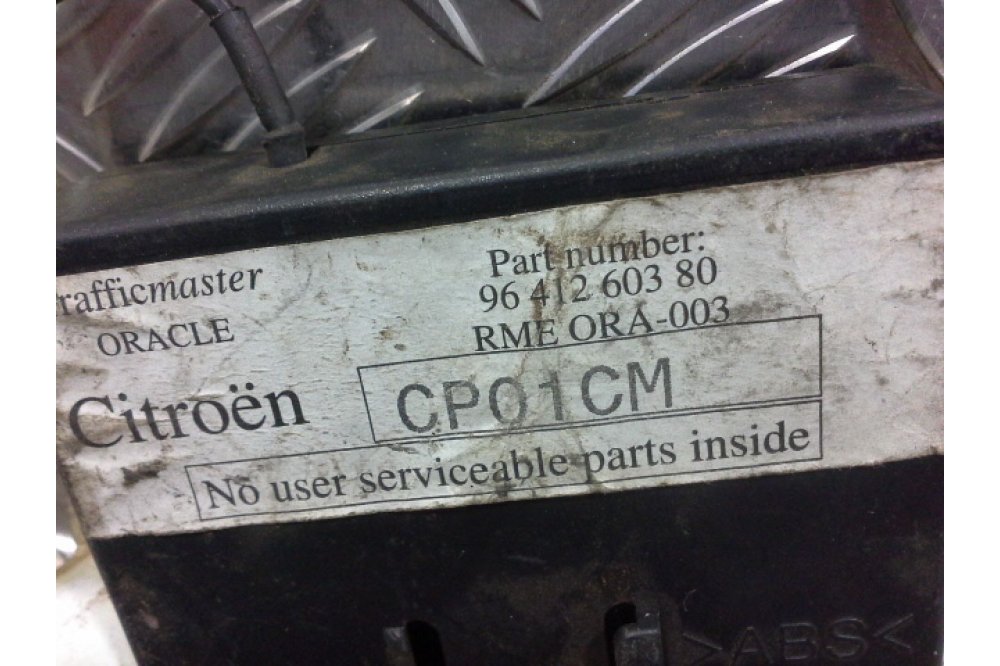 rafficmaster
ORACLE
Part number:
96 412 603 80
RME ORA-003
Citroën
CP01CM
No user serviceable parts inside
>ABS<